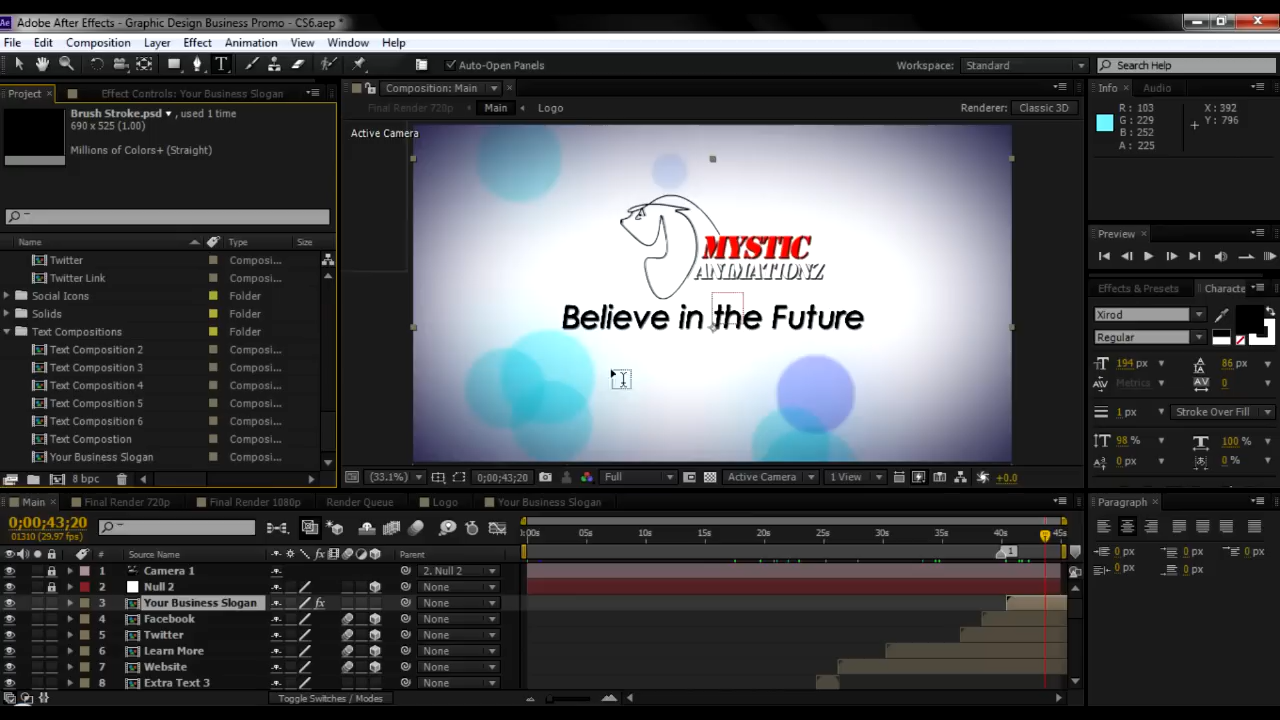 Adobe After Effects - Graphic Design Business Promo - CS6.aep *
File Edit Composition Layer Effect Animation View Window Help
Auto-Open Panels
Workspace: Standard
Search Help
Project
Effect Controls: Your Business Slogan
Brush Stroke.psd ▾, used 1 time
690 x 525 (1.00)
Millions of Colors+ (Straight)
Name Type Size
Twitter Composi...
Twitter Link Composi...
Social Icons Folder
Solids Folder
Text Compositions Folder
Text Composition 2 Composi...
Text Composition 3 Composi...
Text Composition 4 Composi...
Text Composition 5 Composi...
Text Composition 6 Composi...
Text Compostion Composi...
Your Business Slogan Composi...
8 bpc
Composition: Main
Final Render 720p Main Logo
Renderer: Classic 3D
Active Camera
MYSTIC
ANIMATIONZ
Believe in the Future
(33.1%) 0;00;43;20 Full Active Camera 1 View +0.0
Info Audio
R : 103 X : 392
G : 229 Y : 796
B : 252
A : 225
Preview
Effects & Presets Characte
Xirod
Regular
194 px 86 px
Metrics 0
1 px Stroke Over Fill
98 % 100 %
0 px 0 %
Paragraph
0 px 0 px 0 px
0 px 0 px
Main Final Render 720p Final Render 1080p Render Queue Logo Your Business Slogan
0;00;43;20
01310 (29.97 fps)
:00s 05s 10s 15s 20s 25s 30s 35s 40s 45s
1
# Source Name Parent
1 Camera 1 2. Null 2
2 Null 2 None
3 Your Business Slogan None
4 Facebook None
5 Twitter None
6 Learn More None
7 Website None
8 Extra Text 3 None
Toggle Switches / Modes